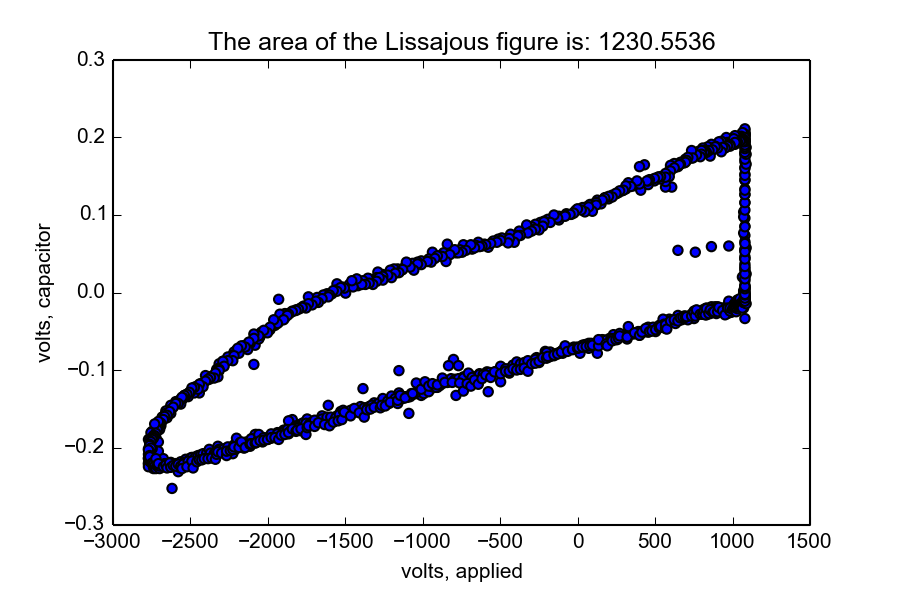 The area of the Lissajous figure is: 1230.5536
0.3
0.2
0.1
0.0
−0.1
−0.2
−0.3
volts, capacitor
−3000 −2500 −2000 −1500 −1000 −500 0 500 1000 1500
volts, applied